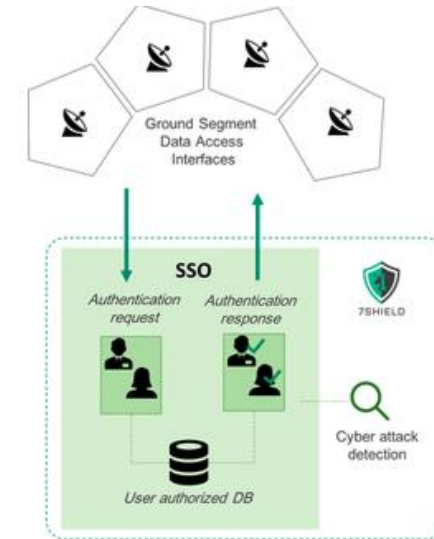 Ground Segment
Data Access
Interfaces
SSO
Authentication
request
Authentication
response
7SHIELD
Cyber attack
detection
User authorized DB